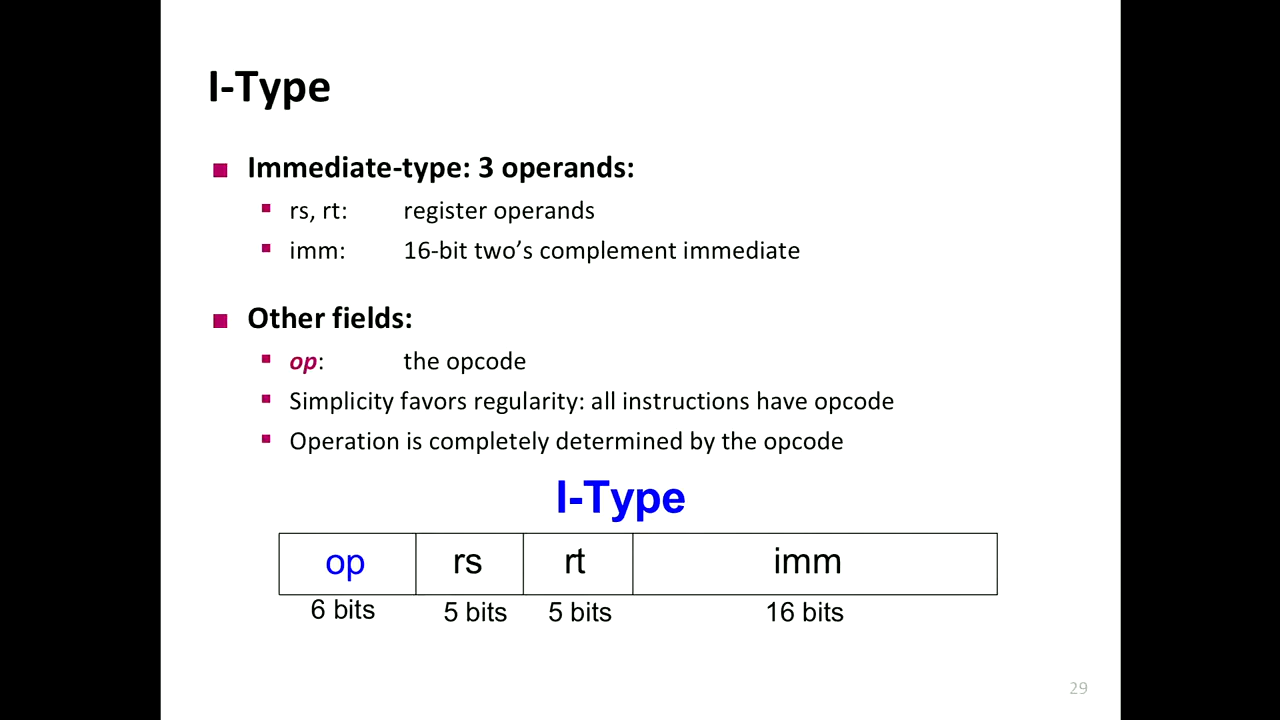 I-Type
Immediate-type: 3 operands:
rs, rt: register operands
imm: 16-bit two’s complement immediate
Other fields:
op: the opcode
Simplicity favors regularity: all instructions have opcode
Operation is completely determined by the opcode
I-Type
op rs rt imm
6 bits 5 bits 5 bits 16 bits
29